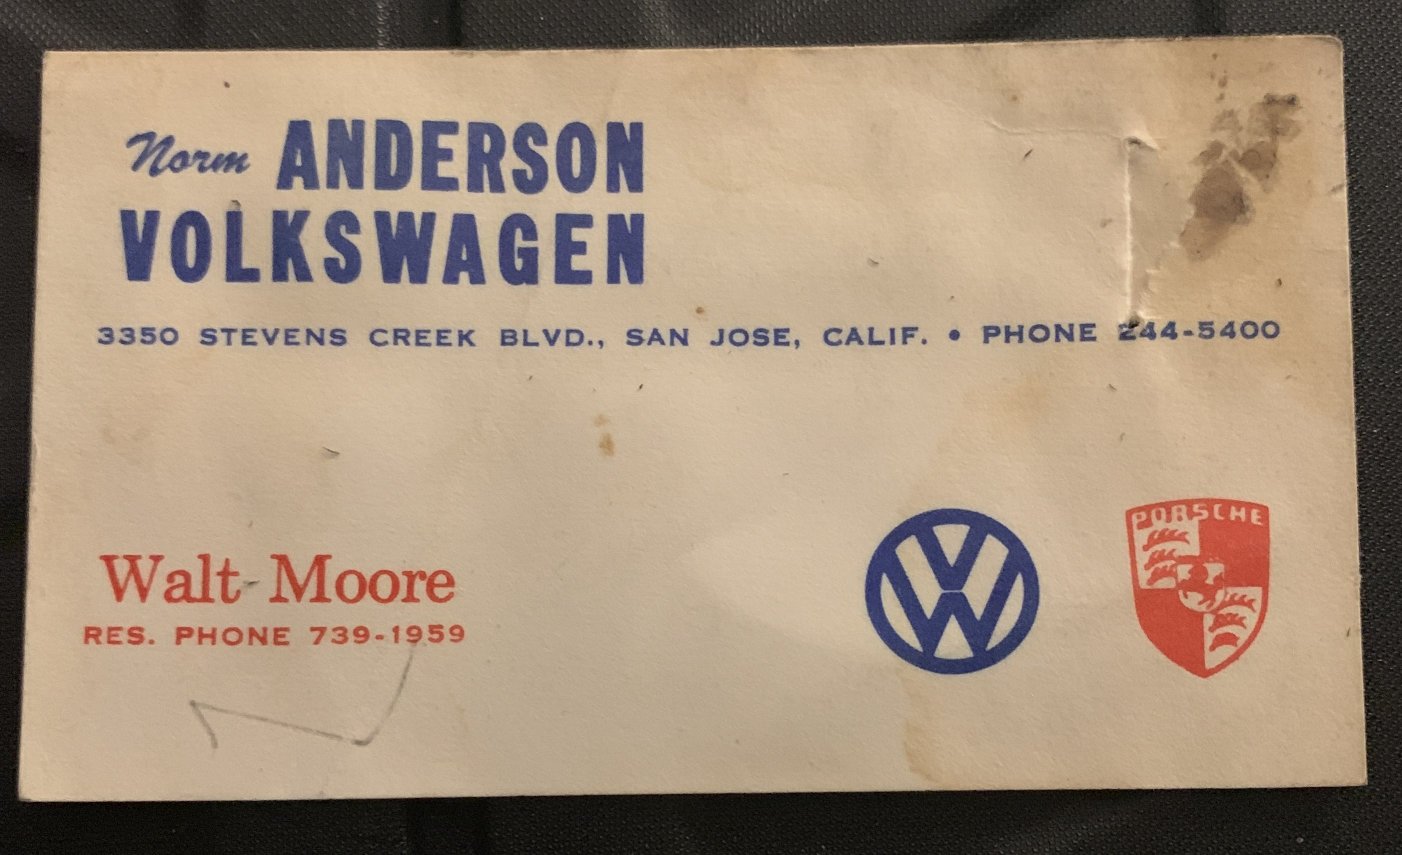 Norm ANDERSON
VOLKSWAGEN
3350 STEVENS CREEK BLVD., SAN JOSE, CALIF. • PHONE 244-5400
Walt Moore
RES. PHONE 739-1959
VW
PORSCHE